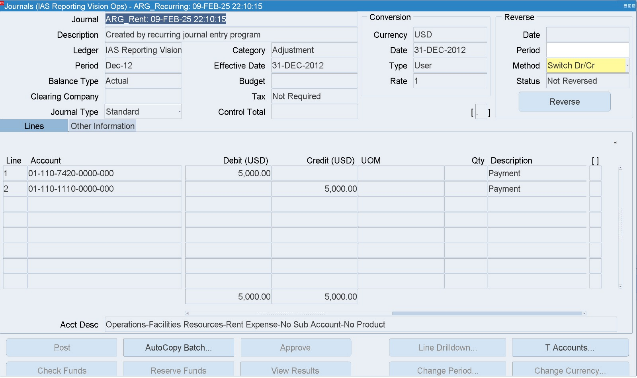 Journals (IAS Reporting Vision Ops) - ARG_Recurring: 09-FEB-25 22:10:15
Journal ARG_Rent: 09-FEB-25 22:10:15
Description Created by recurring journal entry program
Ledger IAS Reporting Vision Category Adjustment
Period Dec-12 Effective Date 31-DEC-2012
Balance Type Actual Budget
Clearing Company Tax Not Required
Journal Type Standard Control Total
Conversion
Currency USD
Date 31-DEC-2012
Type User
Rate 1
[ ]
Reverse
Date
Period
Method Switch Dr/Cr
Status Not Reversed
Reverse
Lines Other Information
Line Account Debit (USD) Credit (USD) UOM Qty Description [ ]
1 01-110-7420-0000-000 5,000.00 Payment
2 01-110-1110-0000-000 5,000.00 Payment
5,000.00 5,000.00
Acct Desc Operations-Facilities Resources-Rent Expense-No Sub Account-No Product
Post AutoCopy Batch... Approve Line Drilldown... T Accounts...
Check Funds Reserve Funds View Results Change Period... Change Currency...